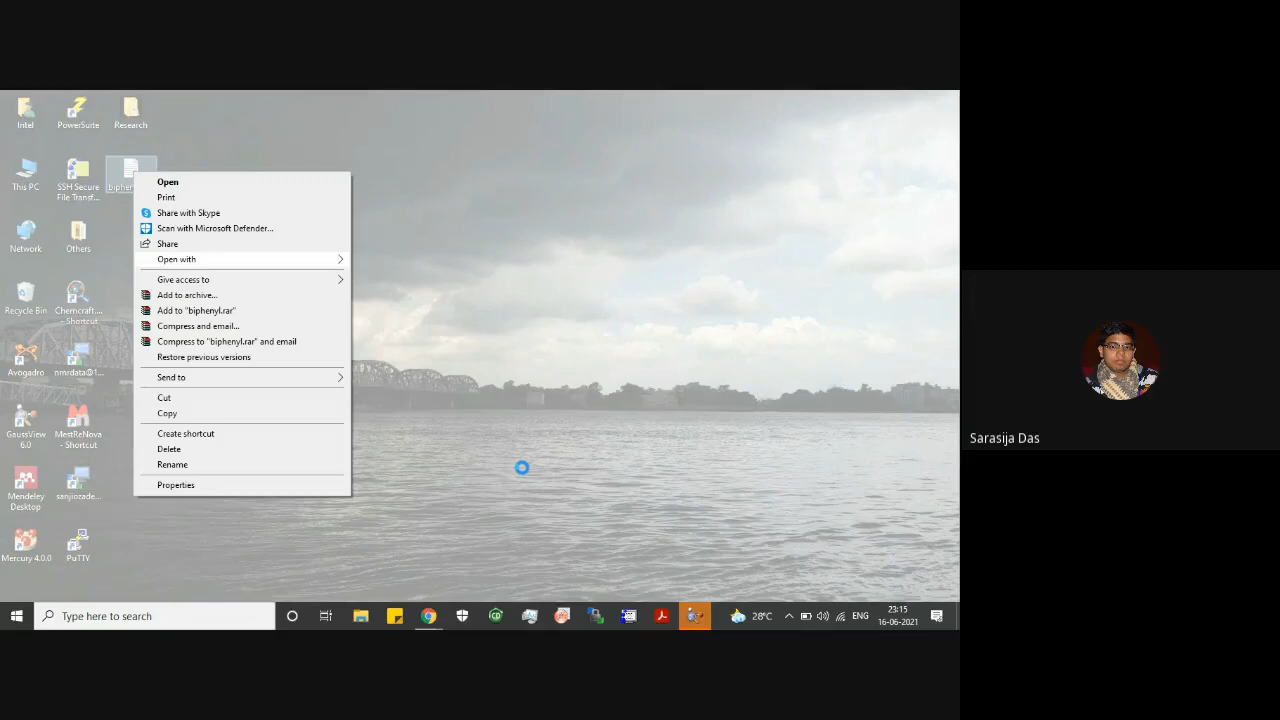 Intel
PowerSuite
Research
This PC
SSH Secure
File Transf...
Network
Others
Recycle Bin
Chemcraft....
- Shortcut
Avogadro
nmrdata@1...
GaussView
6.0
MestReNova
- Shortcut
Mendeley
Desktop
sanjiozade...
Mercury 4.0.0
PuTTY
Open
Print
Share with Skype
Scan with Microsoft Defender...
Share
Open with
Give access to
Add to archive...
Add to "biphenyl.rar"
Compress and email...
Compress to "biphenyl.rar" and email
Restore previous versions
Send to
Cut
Copy
Create shortcut
Delete
Rename
Properties
Sarasija Das
Type here to search
28°C
ENG
23:15
16-06-2021